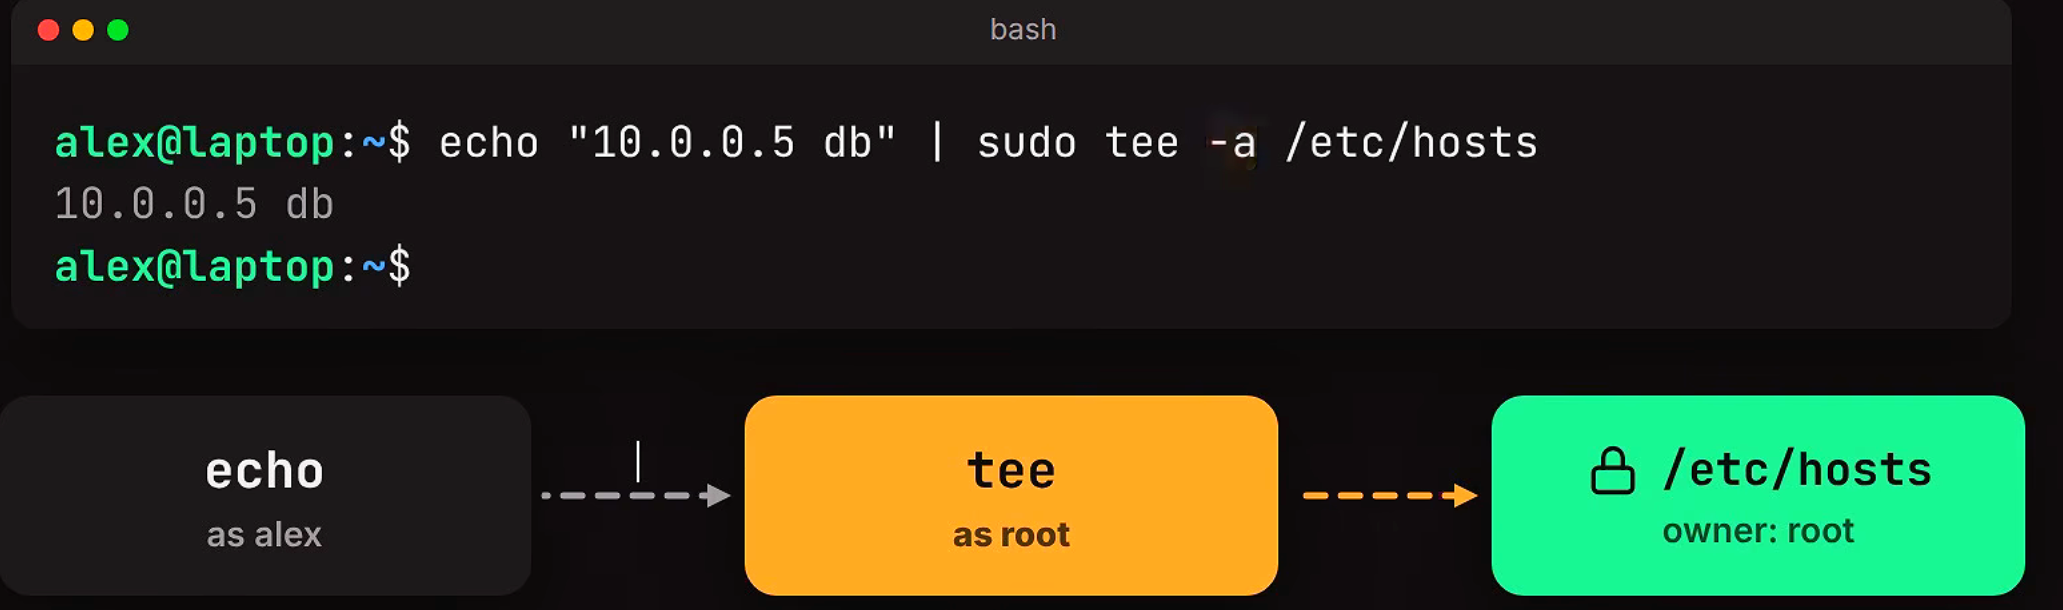 bash
alex@laptop:~$ echo "10.0.0.5 db" | sudo tee -a /etc/hosts
10.0.0.5 db
alex@laptop:~$
echo
as alex
|
tee
as root
/etc/hosts
owner: root